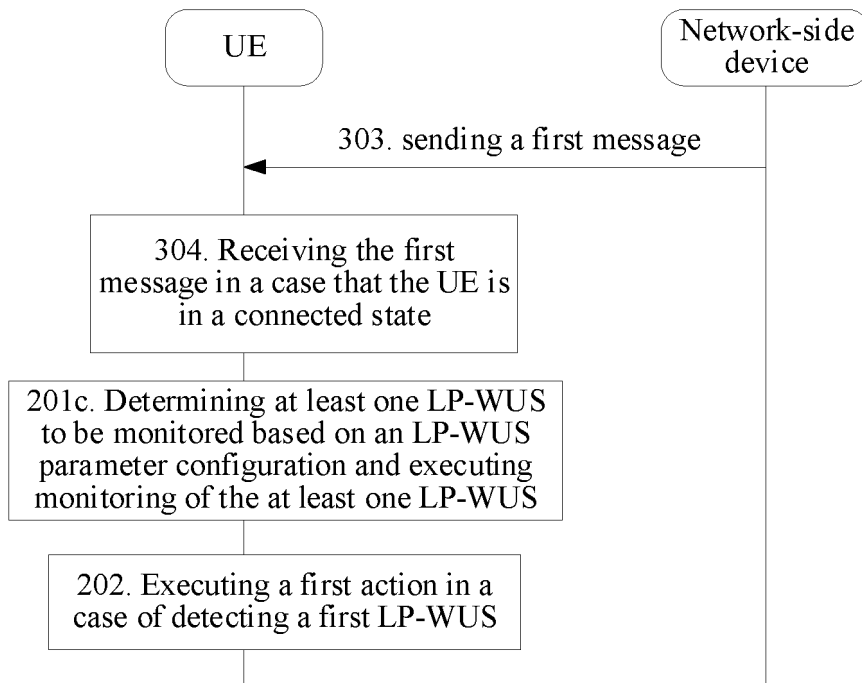 UE
Network-side
device
303. sending a first message
304. Receiving the first
message in a case that the UE is
in a connected state
201c. Determining at least one LP-WUS
to be monitored based on an LP-WUS
parameter configuration and executing
monitoring of the at least one LP-WUS
202. Executing a first action in a
case of detecting a first LP-WUS